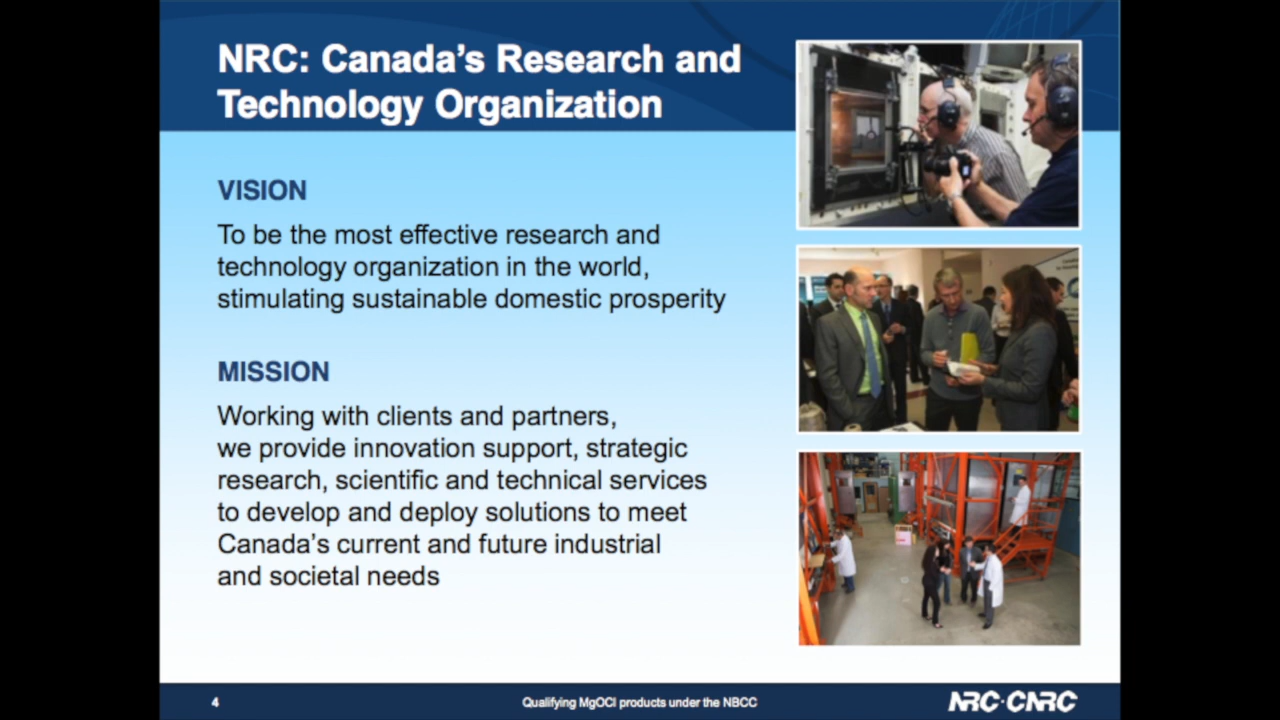 NRC: Canada's Research and
Technology Organization
VISION
To be the most effective research and
technology organization in the world,
stimulating sustainable domestic prosperity
MISSION
Working with clients and partners,
we provide innovation support, strategic
research, scientific and technical services
to develop and deploy solutions to meet
Canada's current and future industrial
and societal needs
4
Qualifying MgOCl products under the NBCC
NRC·CNRC